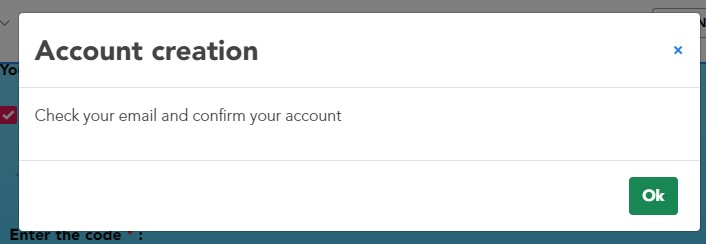 Account creation
×
Check your email and confirm your account
Ok
Enter the code * :